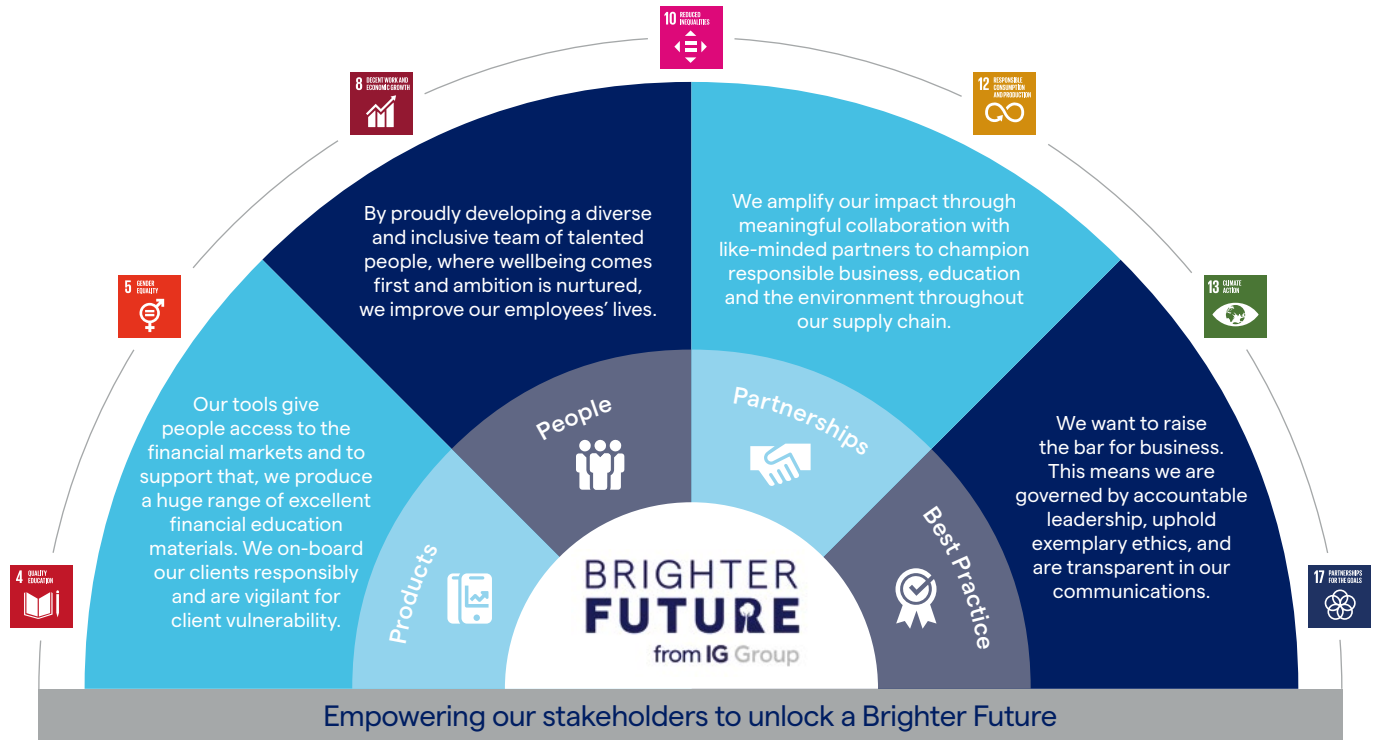 10 REDUCED
INEQUALITIES
8 DECENT WORK AND
ECONOMIC GROWTH
12 RESPONSIBLE
CONSUMPTION
AND PRODUCTION
5 GENDER
EQUALITY
13 CLIMATE
ACTION
4 QUALITY
EDUCATION
17 PARTNERSHIPS
FOR THE GOALS
Our tools give
people access to the
financial markets and to
support that, we produce
a huge range of excellent
financial education
materials. We on-board
our clients responsibly
and are vigilant for
client vulnerability.
By proudly developing a diverse
and inclusive team of talented
people, where wellbeing comes
first and ambition is nurtured,
we improve our employees’ lives.
We amplify our impact through
meaningful collaboration with
like-minded partners to champion
responsible business, education
and the environment throughout
our supply chain.
We want to raise
the bar for business.
This means we are
governed by accountable
leadership, uphold
exemplary ethics, and
are transparent in our
communications.
Products
People
Partnerships
Best Practice
BRIGHTER
FUTURE
from IG Group
Empowering our stakeholders to unlock a Brighter Future